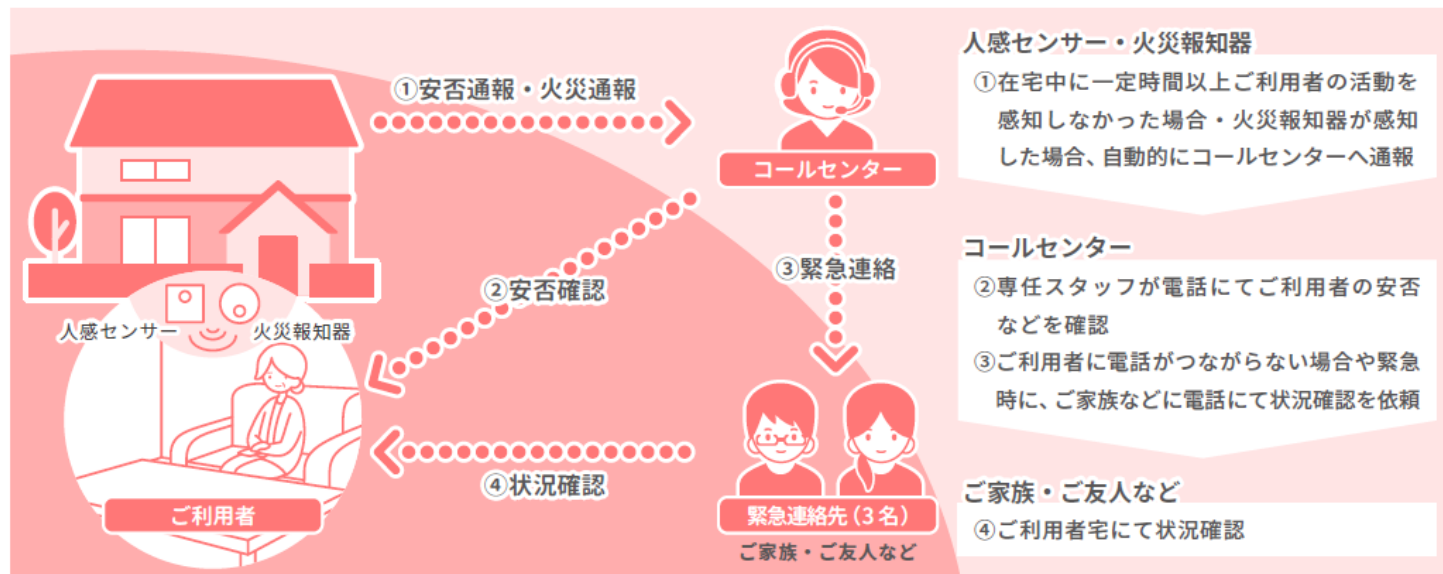 ①安否通報・火災通報
コールセンター
②安否確認
③緊急連絡
人感センサー
火災報知器
④状況確認
ご利用者
緊急連絡先（3名）
ご家族・ご友人など
人感センサー・火災報知器
①在宅中に一定時間以上ご利用者の活動を
感知しなかった場合・火災報知器が感知
した場合、自動的にコールセンターへ通報
コールセンター
②専任スタッフが電話にてご利用者の安否
などを確認
③ご利用者に電話がつながらない場合や緊急
時に、ご家族などに電話にて状況確認を依頼
ご家族・ご友人など
④ご利用者宅にて状況確認